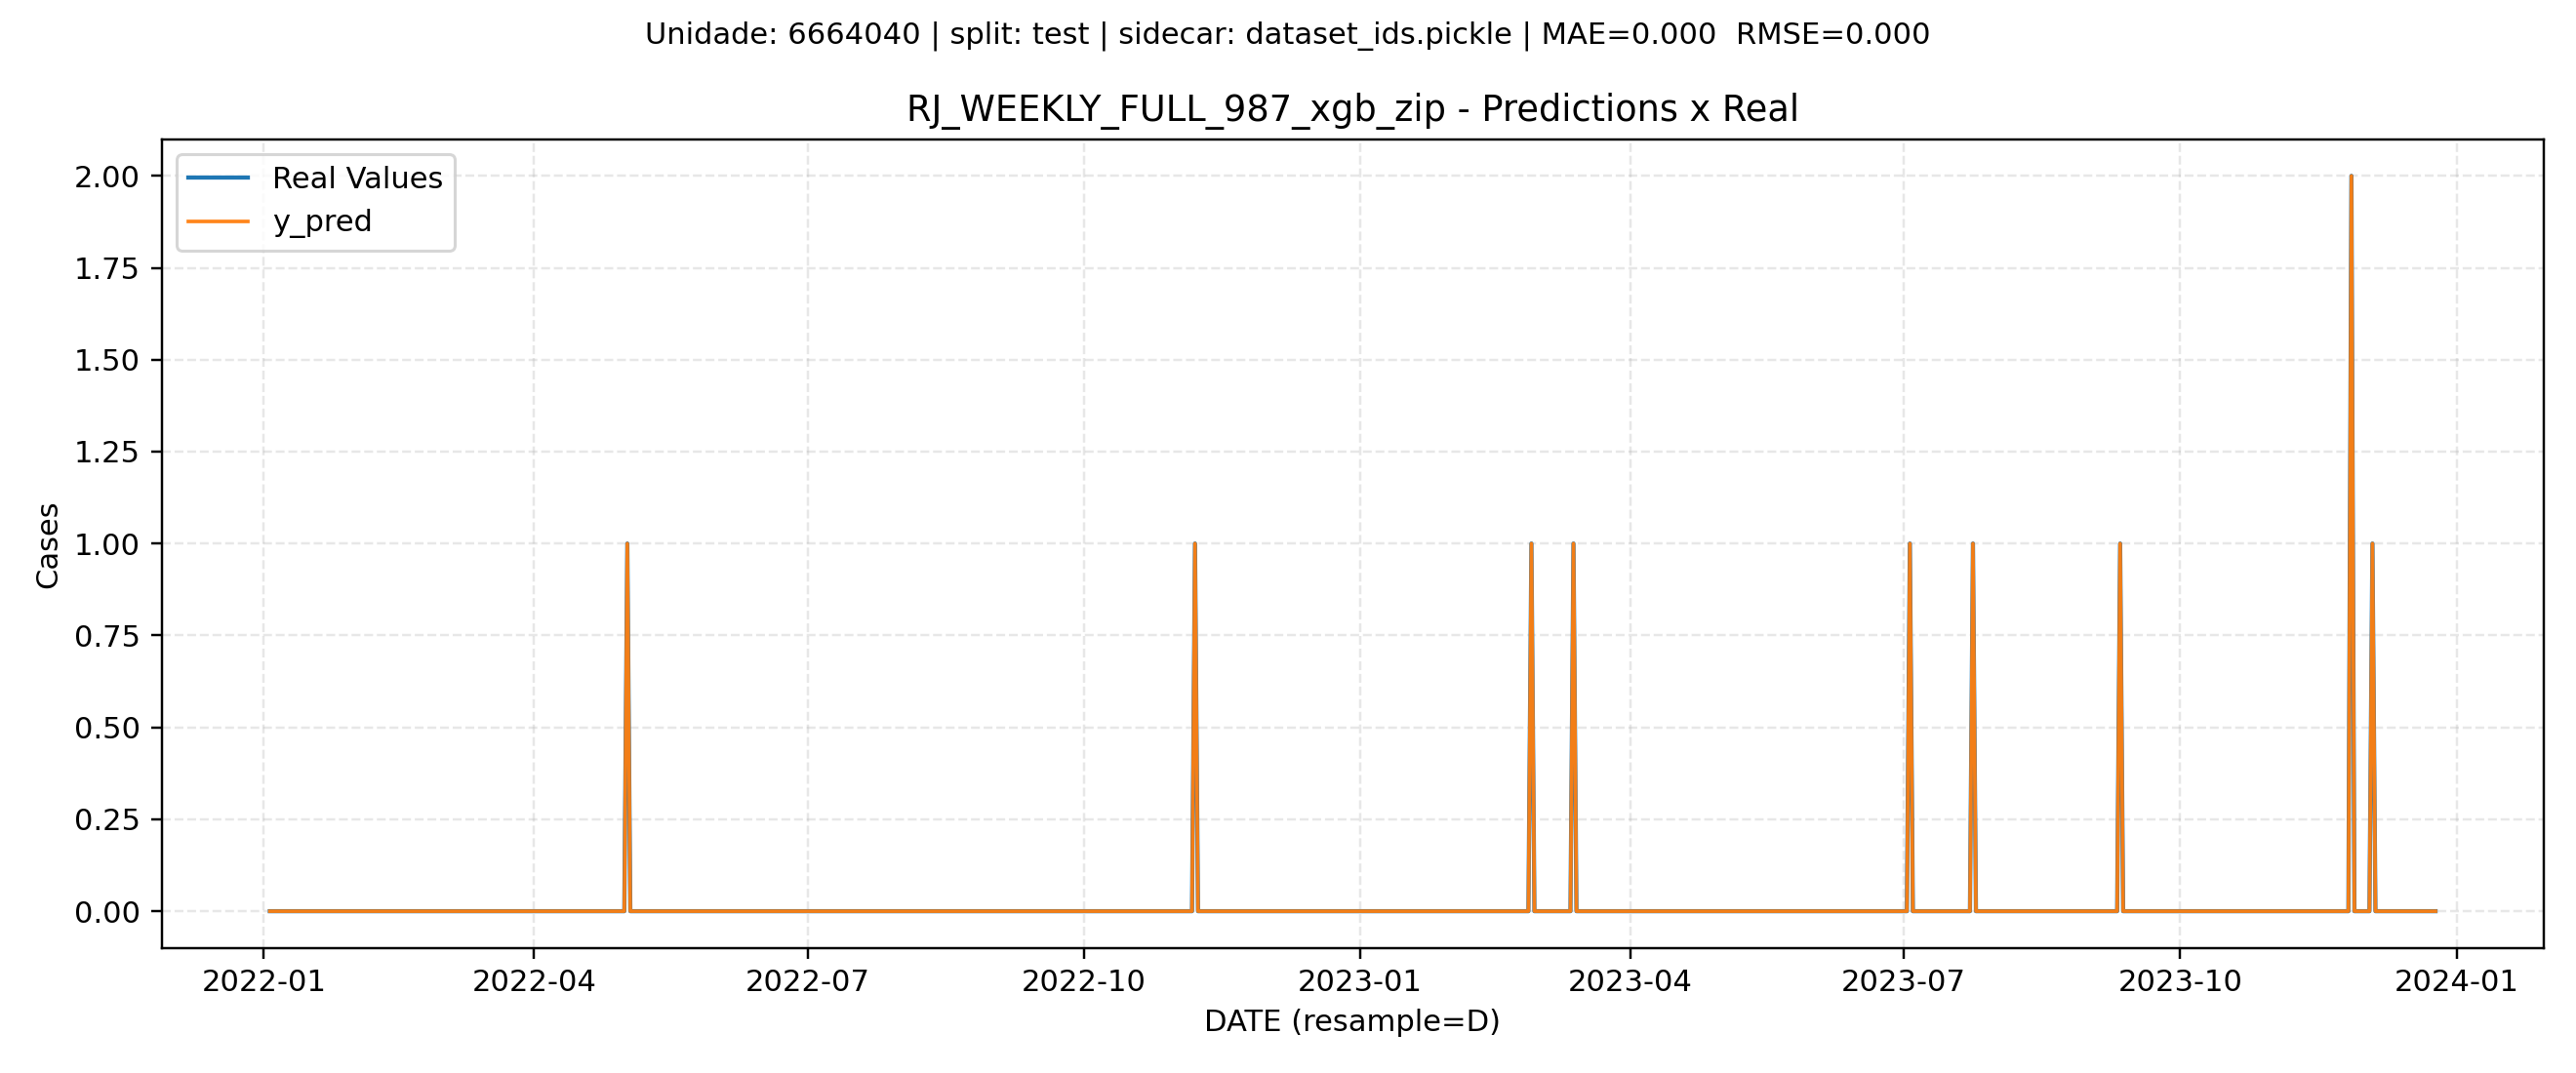 Unidade: 6664040 | split: test | sidecar: dataset_ids.pickle | MAE=0.000  RMSE=0.000
RJ_WEEKLY_FULL_987_xgb_zip - Predictions x Real
Real Values
y_pred
2.00
1.75
1.50
1.25
1.00
0.75
0.50
0.25
0.00
Cases
2022-01 2022-04 2022-07 2022-10 2023-01 2023-04 2023-07 2023-10 2024-01
DATE (resample=D)